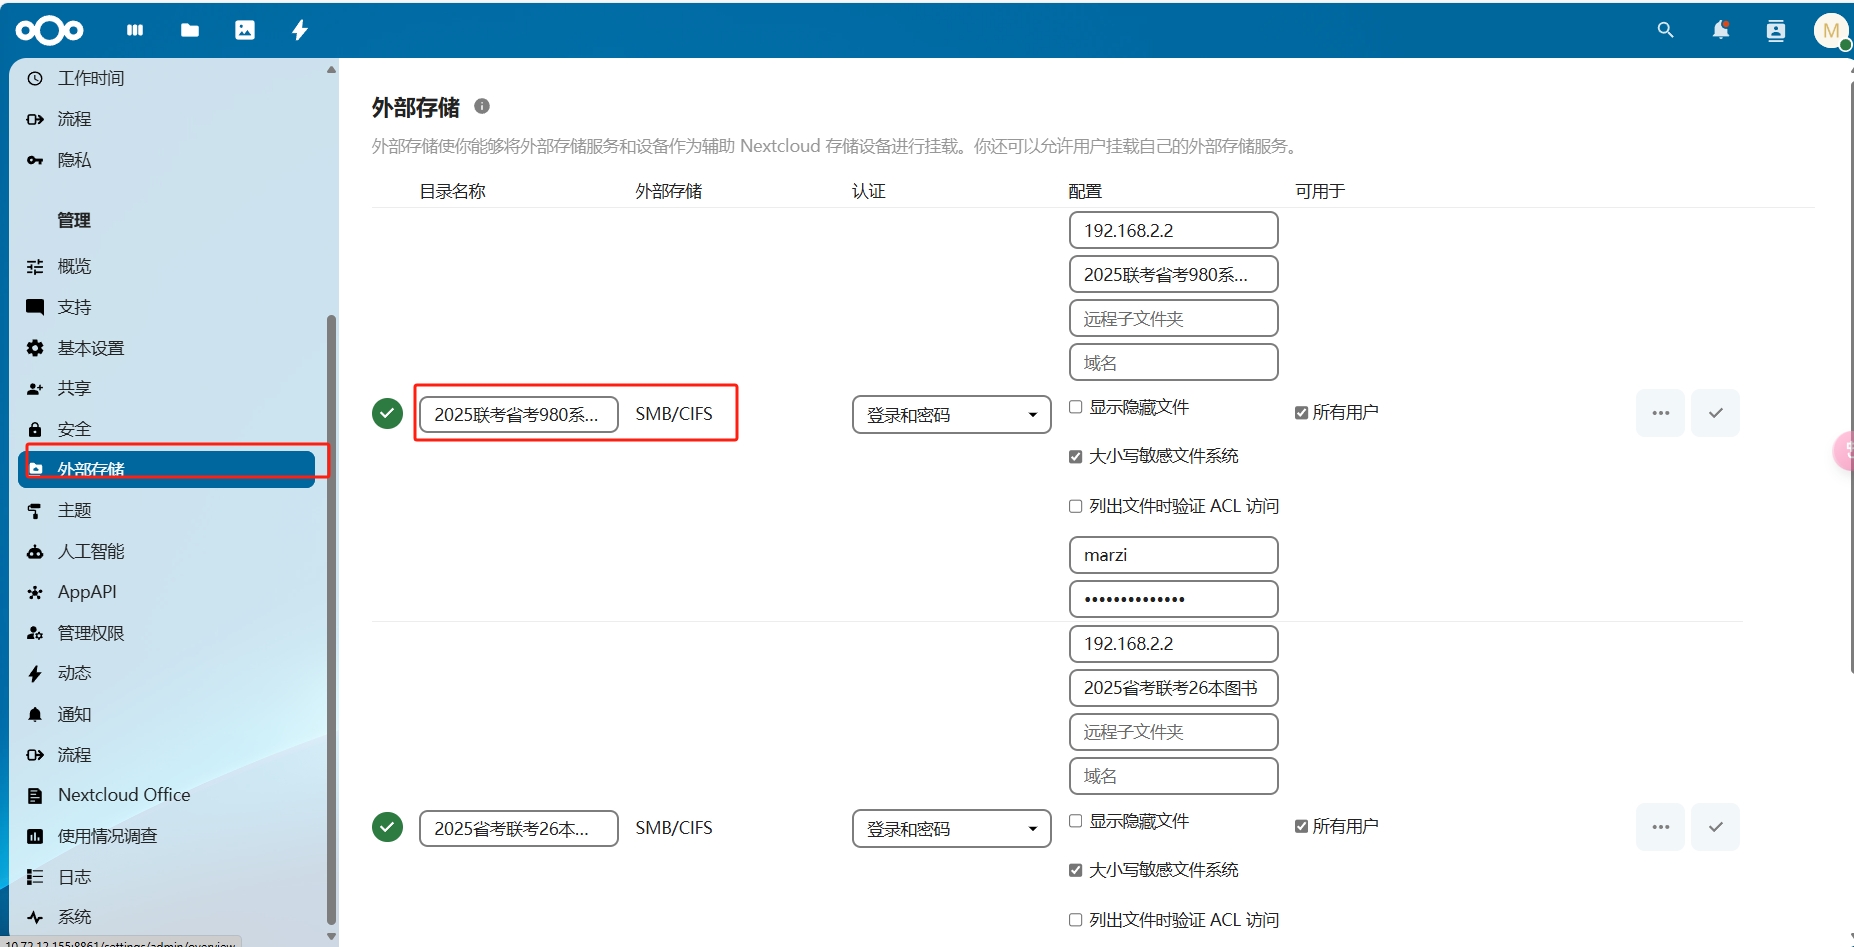 M
工作时间
流程
隐私
管理
概览
支持
基本设置
共享
安全
外部存储
主题
人工智能
AppAPI
管理权限
动态
通知
流程
Nextcloud Office
使用情况调查
日志
系统
10.72.12.155:8861/settings/admin/overview
外部存储
外部存储使你能够将外部存储服务和设备作为辅助 Nextcloud 存储设备进行挂载。你还可以允许用户挂载自己的外部存储服务。
目录名称 外部存储 认证 配置 可用于
192.168.2.2
2025联考省考980系...
远程子文件夹
域名
2025联考省考980系... SMB/CIFS 登录和密码 显示隐藏文件 所有用户
大小写敏感文件系统
列出文件时验证 ACL 访问
marzi
••••••••••••••
192.168.2.2
2025省考联考26本图书
远程子文件夹
域名
2025省考联考26本... SMB/CIFS 登录和密码 显示隐藏文件 所有用户
大小写敏感文件系统
列出文件时验证 ACL 访问